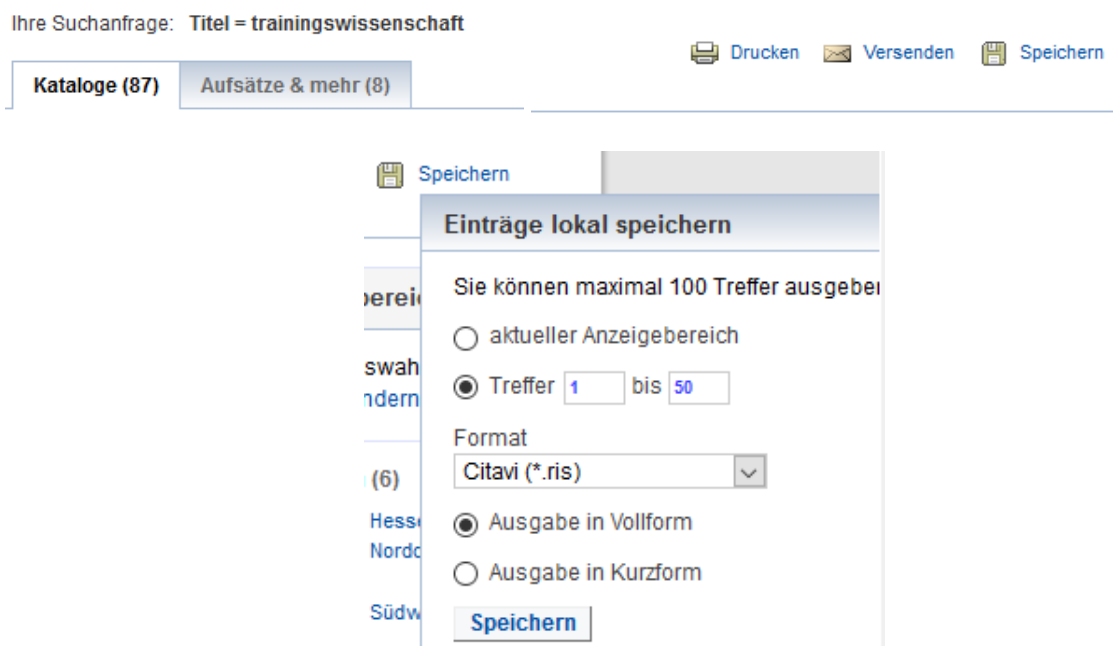 Ihre Suchanfrage: Titel = trainingswissenschaft
Drucken Versenden Speichern
Kataloge (87) Aufsätze & mehr (8)
Speichern
Einträge lokal speichern
Sie können maximal 100 Treffer ausgeben
aktueller Anzeigebereich
Treffer 1 bis 50
Format
Citavi (*.ris)
(6)
Ausgabe in Vollform
Ausgabe in Kurzform
Speichern